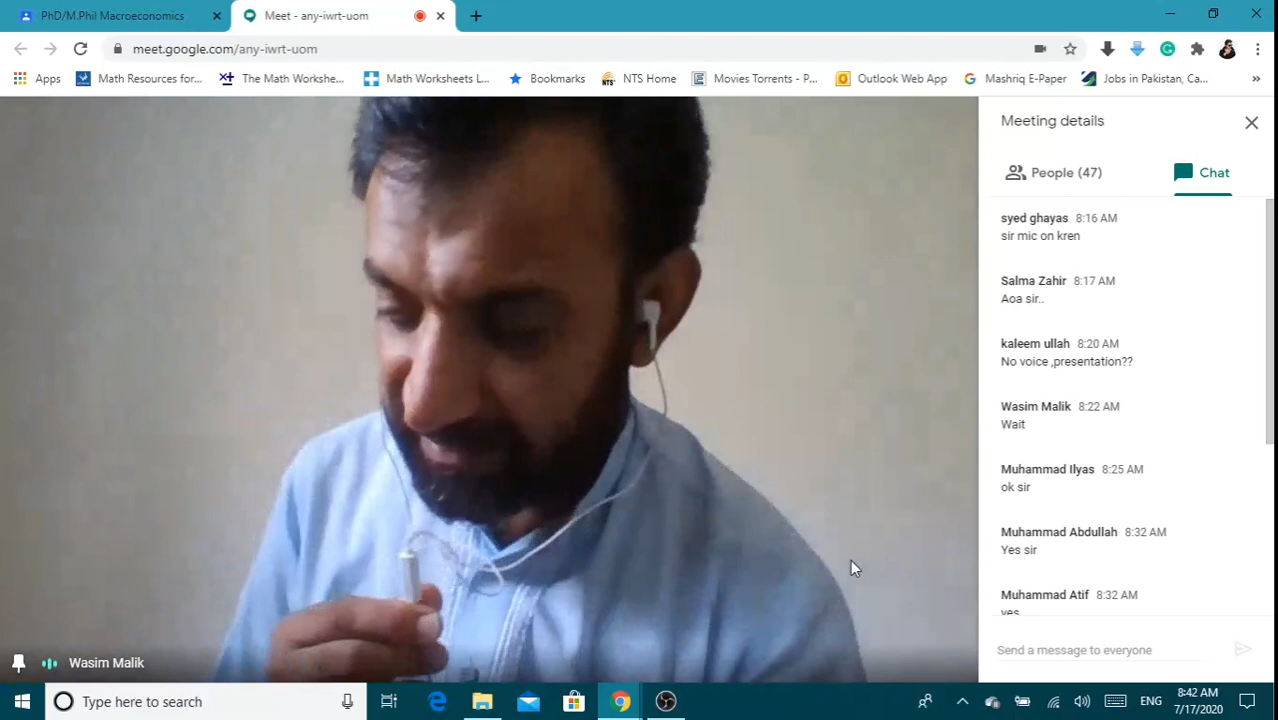 PhD/M.Phil Macroeconomics
Meet - any-iwrt-uom
meet.google.com/any-iwrt-uom
Apps
Math Resources for...
The Math Workshe...
Math Worksheets L...
Bookmarks
NTS Home
Movies Torrents - P...
Outlook Web App
Mashriq E-Paper
Jobs in Pakistan, Ca...
»
Meeting details
People (47)
Chat
syed ghayas 8:16 AM
sir mic on kren
Salma Zahir 8:17 AM
Aoa sir..
kaleem ullah 8:20 AM
No voice ,presentation??
Wasim Malik 8:22 AM
Wait
Muhammad Ilyas 8:25 AM
ok sir
Muhammad Abdullah 8:32 AM
Yes sir
Muhammad Atif 8:32 AM
yes
Send a message to everyone
Wasim Malik
Type here to search
ENG
8:42 AM
7/17/2020